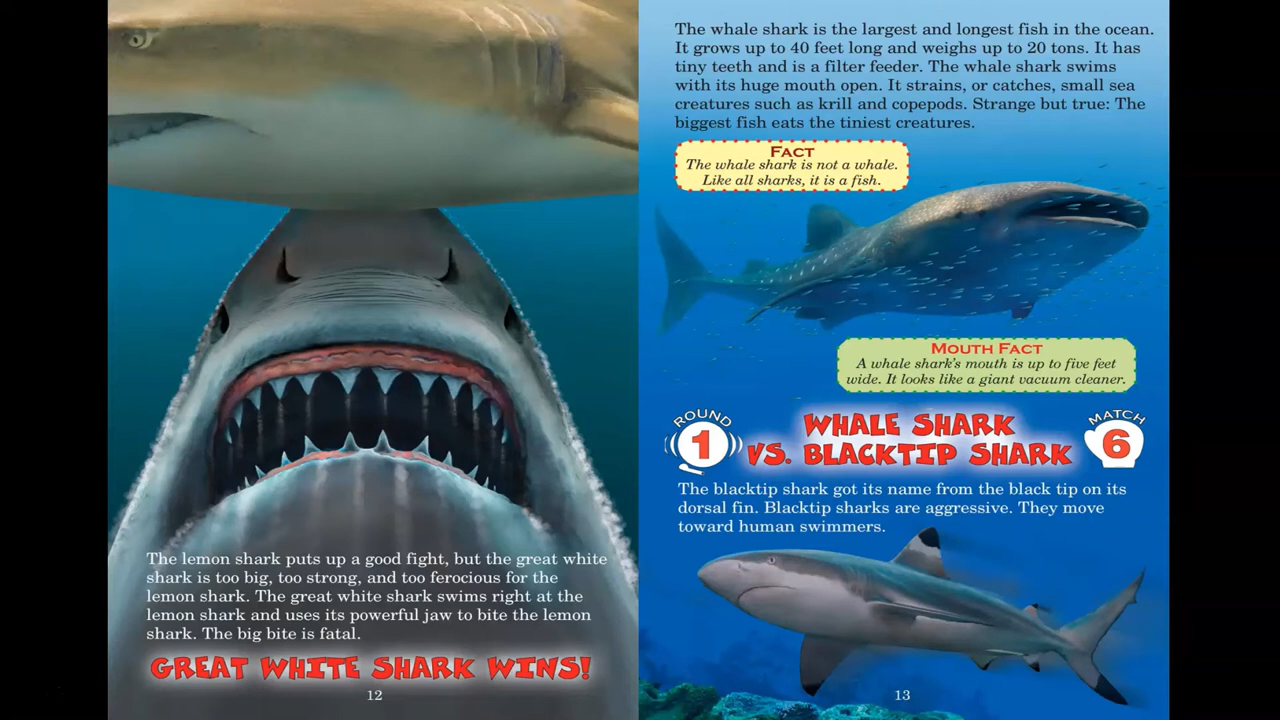 The lemon shark puts up a good fight, but the great white
shark is too big, too strong, and too ferocious for the
lemon shark. The great white shark swims right at the
lemon shark and uses its powerful jaw to bite the lemon
shark. The big bite is fatal.
GREAT WHITE SHARK WINS!
12
The whale shark is the largest and longest fish in the ocean.
It grows up to 40 feet long and weighs up to 20 tons. It has
tiny teeth and is a filter feeder. The whale shark swims
with its huge mouth open. It strains, or catches, small sea
creatures such as krill and copepods. Strange but true: The
biggest fish eats the tiniest creatures.
FACT
The whale shark is not a whale.
Like all sharks, it is a fish.
MOUTH FACT
A whale shark's mouth is up to five feet
wide. It looks like a giant vacuum cleaner.
ROUND
1
WHALE SHARK
VS. BLACKTIP SHARK
MATCH
6
The blacktip shark got its name from the black tip on its
dorsal fin. Blacktip sharks are aggressive. They move
toward human swimmers.
13